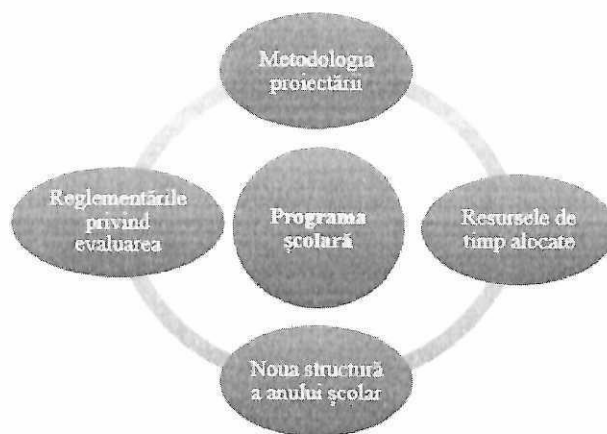 Metodologia
proiectării
Reglementările
privind
evaluarea
Programa
școlară
Resursele de
timp alocate
Noua structură
a anului școlar